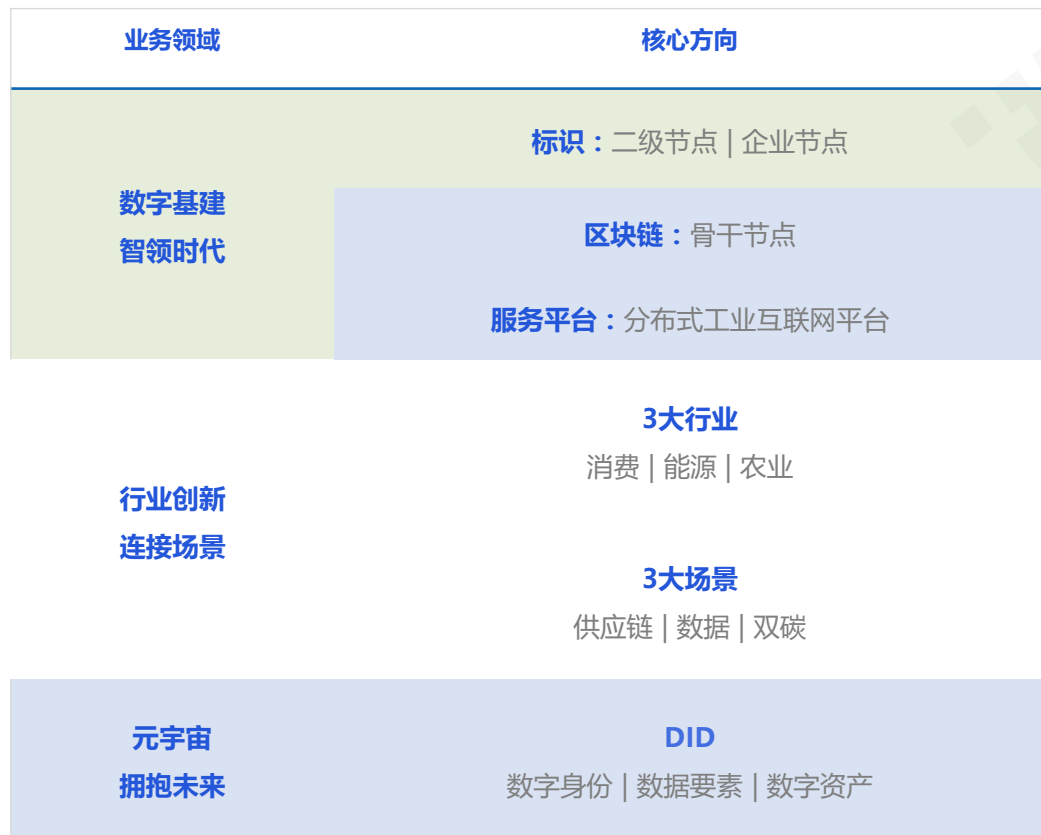 业务领域 核心方向
标识：二级节点 | 企业节点
数字基建
智领时代
区块链：骨干节点
服务平台：分布式工业互联网平台
行业创新
连接场景
3大行业
消费 | 能源 | 农业
3大场景
供应链 | 数据 | 双碳
元宇宙
拥抱未来
DID
数字身份 | 数据要素 | 数字资产